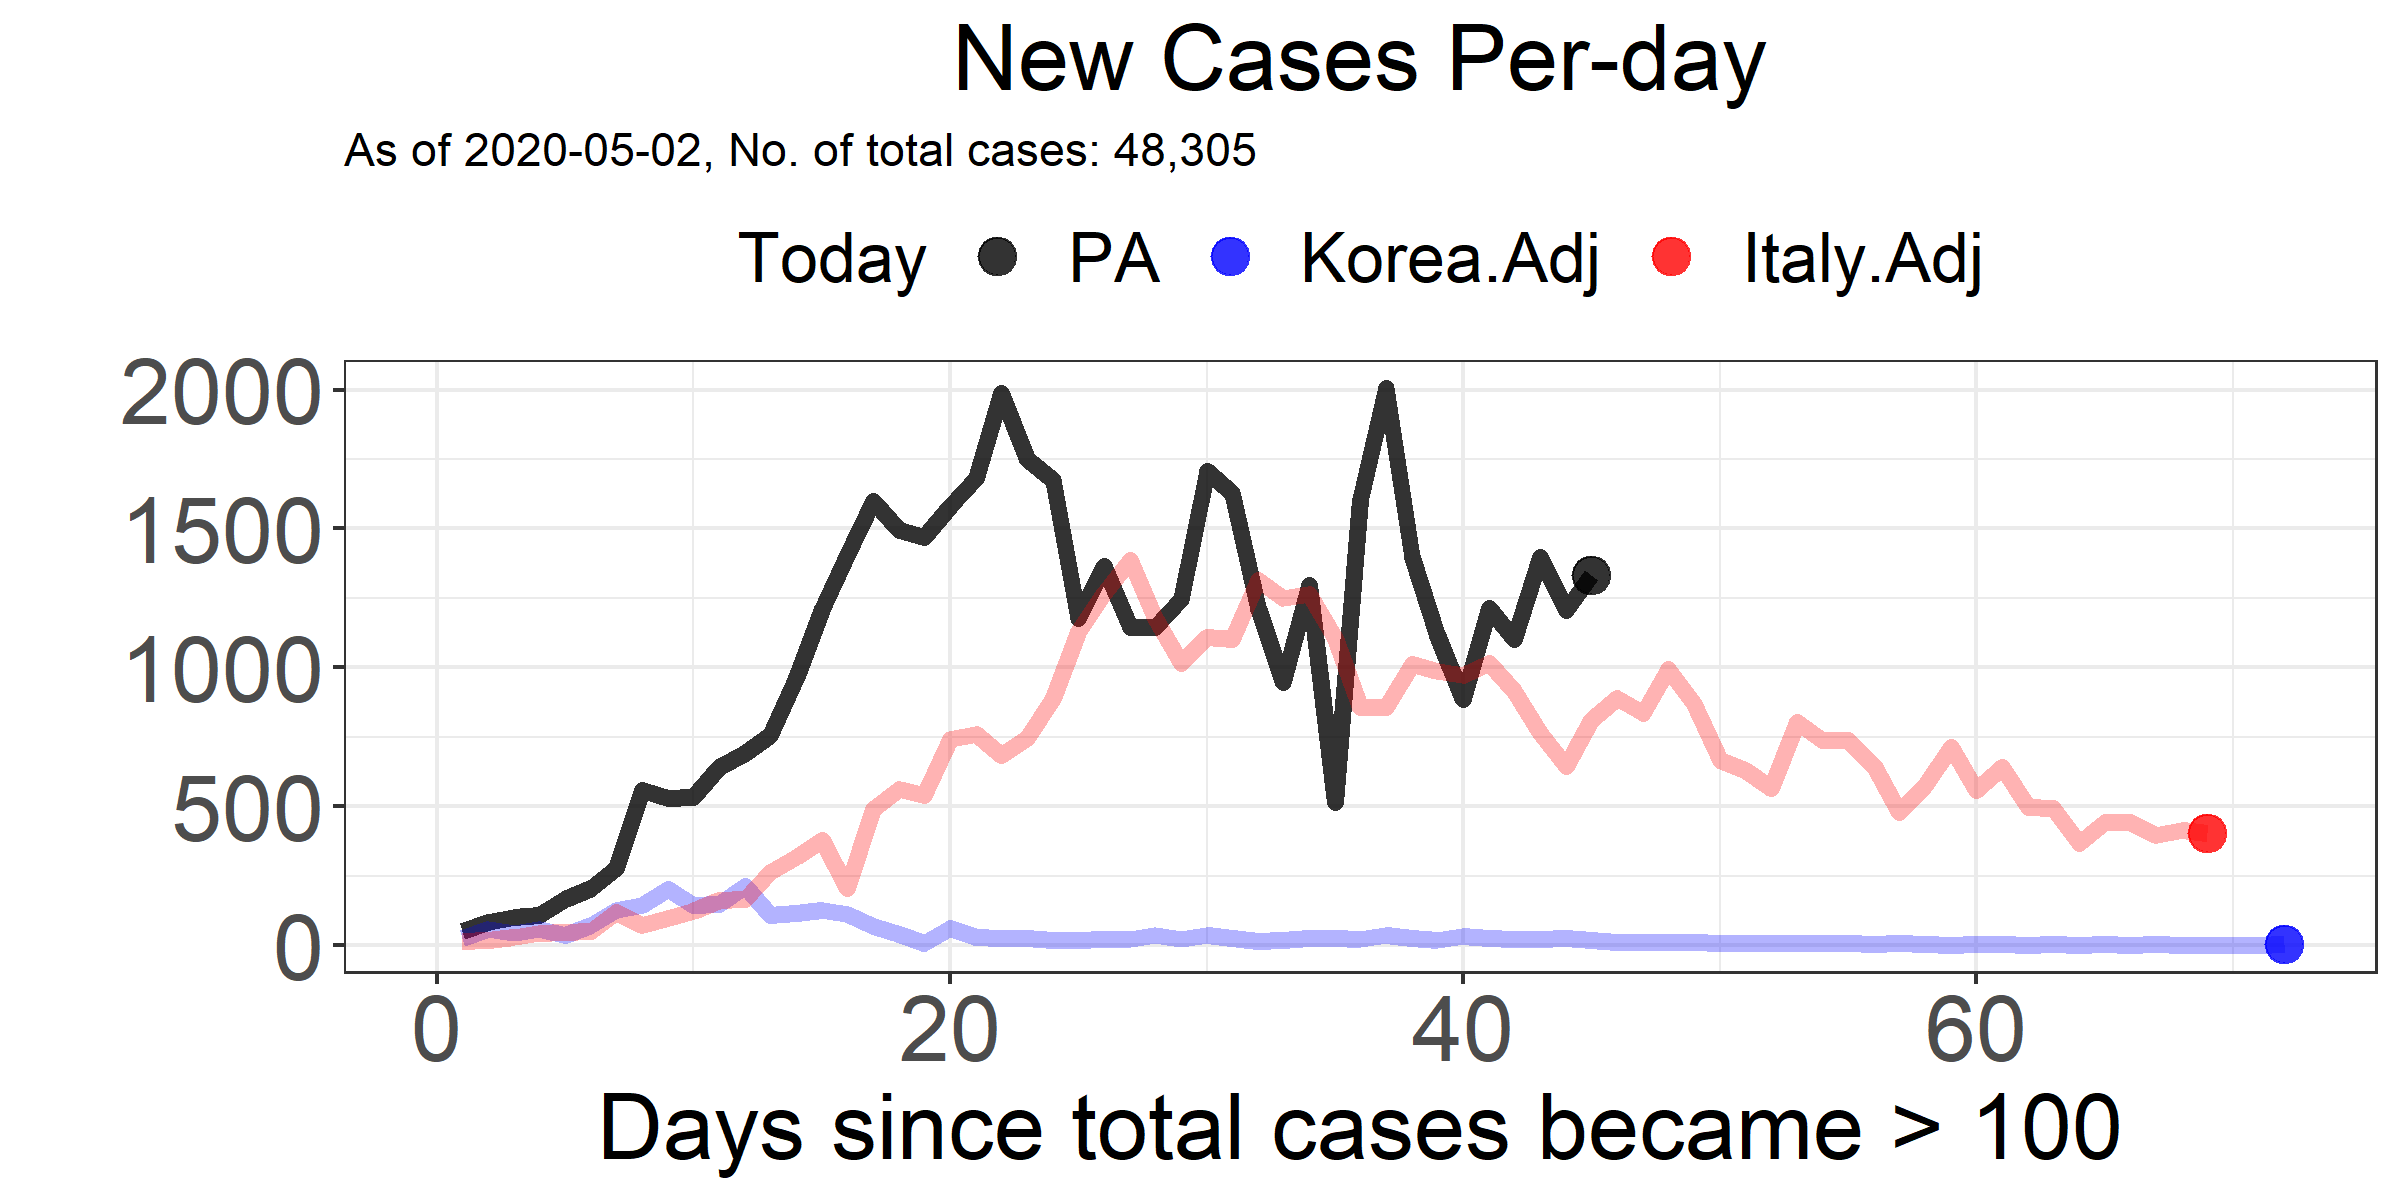 New Cases Per-day
As of 2020-05-02, No. of total cases: 48,305
Today PA Korea.Adj Italy.Adj
2000
1500
1000
500
0
0 20 40 60
Days since total cases became > 100